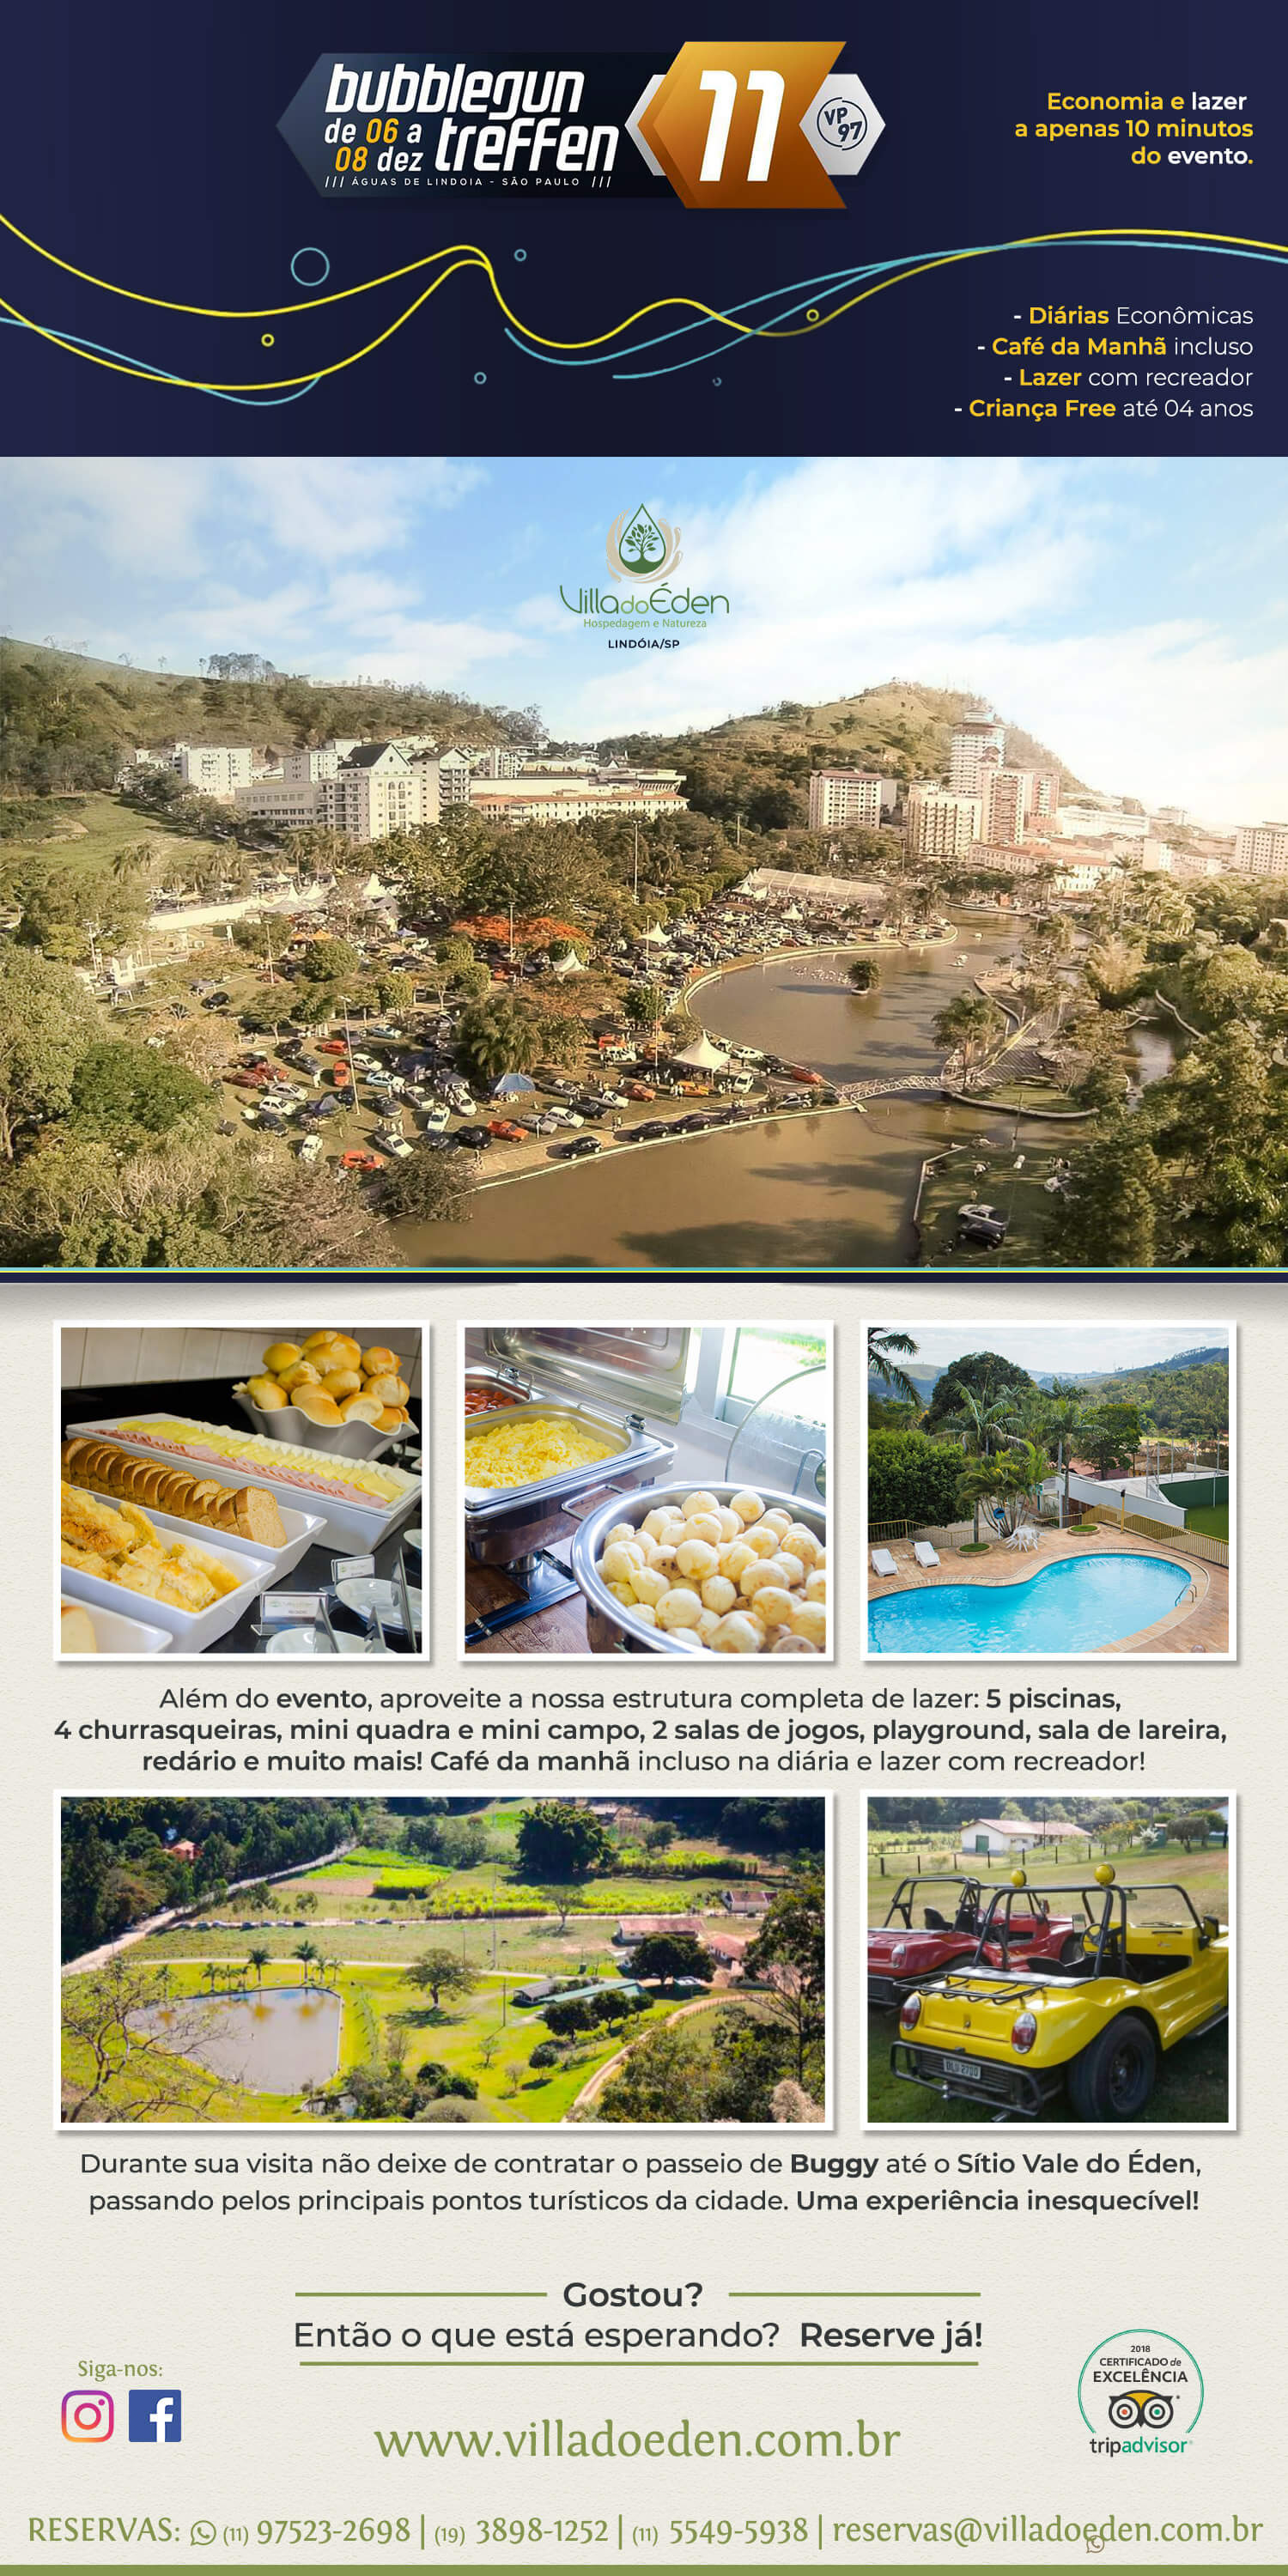 bubblegun
de 06 a
08 dez
treffen
/// ÁGUAS DE LINDOIA - SÃO PAULO ///
11
VP
97
Economia e lazer
a apenas 10 minutos
do evento.
- Diárias Econômicas
- Café da Manhã incluso
- Lazer com recreador
- Criança Free até 04 anos
Villa do Éden
Hospedagem e Natureza
LINDÓIA/SP
Além do evento, aproveite a nossa estrutura completa de lazer: 5 piscinas,
4 churrasqueiras, mini quadra e mini campo, 2 salas de jogos, playground, sala de lareira,
redário e muito mais! Café da manhã incluso na diária e lazer com recreador!
Durante sua visita não deixe de contratar o passeio de Buggy até o Sítio Vale do Éden,
passando pelos principais pontos turísticos da cidade. Uma experiência inesquecível!
Gostou?
Então o que está esperando? Reserve já!
Siga-nos:
2018
CERTIFICADO de
EXCELÊNCIA
tripadvisor
www.villadoeden.com.br
RESERVAS: (11) 97523-2698 | (19) 3898-1252 | (11) 5549-5938 | reservas@villadoeden.com.br